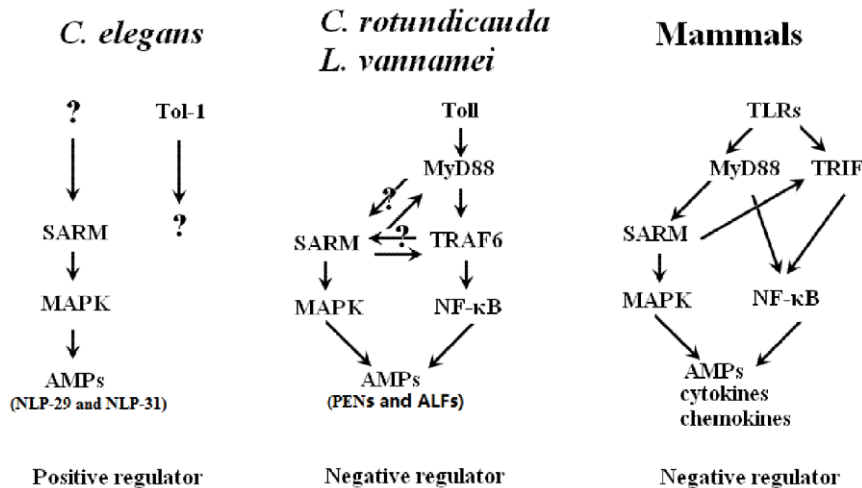 C. elegans
?
Tol-1
?
SARM
MAPK
AMPs
(NLP-29 and NLP-31)
Positive regulator
C. rotundicauda
L. vannamei
Toll
MyD88
?
?
SARM
TRAF6
MAPK
NF-κB
AMPs
(PENs and ALFs)
Negative regulator
Mammals
TLRs
MyD88
TRIF
SARM
MAPK
NF-κB
AMPs
cytokines
chemokines
Negative regulator